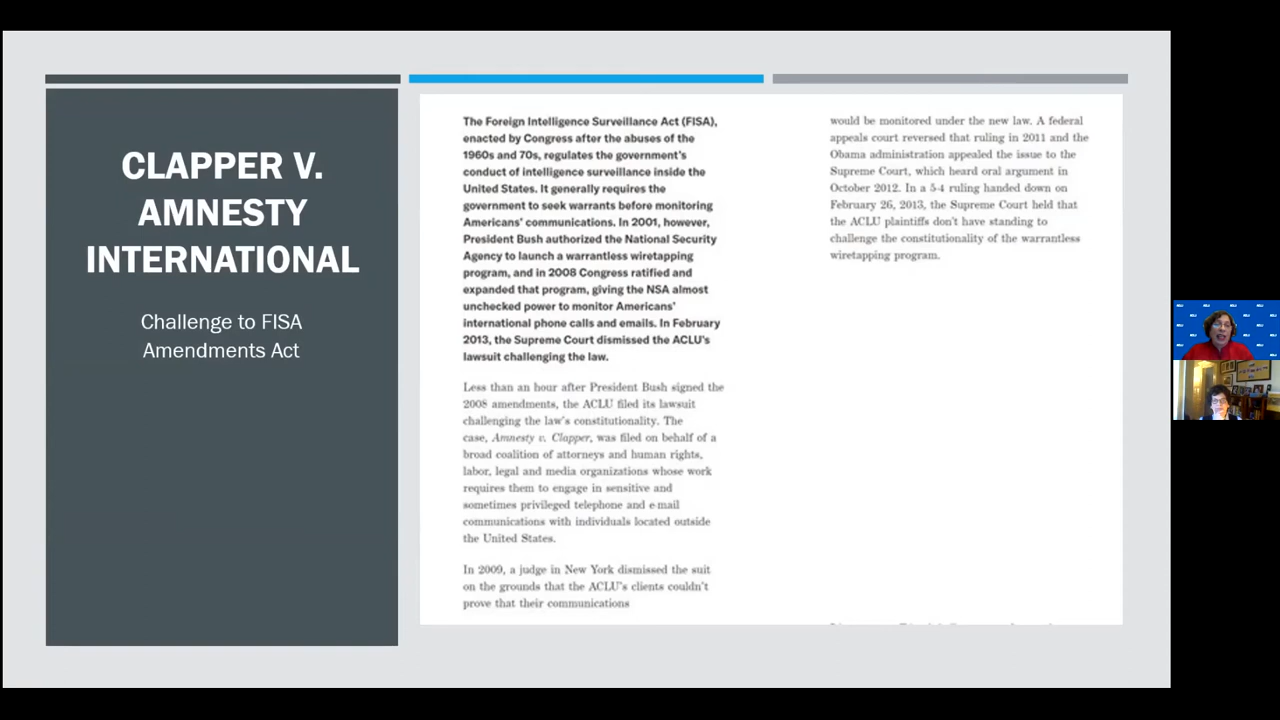 CLAPPER V.
AMNESTY
INTERNATIONAL
Challenge to FISA
Amendments Act
The Foreign Intelligence Surveillance Act (FISA),
enacted by Congress after the abuses of the
1960s and 70s, regulates the government's
conduct of intelligence surveillance inside the
United States. It generally requires the
government to seek warrants before monitoring
Americans' communications. In 2001, however,
President Bush authorized the National Security
Agency to launch a warrantless wiretapping
program, and in 2008 Congress ratified and
expanded that program, giving the NSA almost
unchecked power to monitor Americans'
international phone calls and emails. In February
2013, the Supreme Court dismissed the ACLU's
lawsuit challenging the law.
Less than an hour after President Bush signed the
2008 amendments, the ACLU filed its lawsuit
challenging the law's constitutionality. The
case, Amnesty v. Clapper, was filed on behalf of a
broad coalition of attorneys and human rights,
labor, legal and media organizations whose work
requires them to engage in sensitive and
sometimes privileged telephone and e-mail
communications with individuals located outside
the United States.
In 2009, a judge in New York dismissed the suit
on the grounds that the ACLU's clients couldn't
prove that their communications
would be monitored under the new law. A federal
appeals court reversed that ruling in 2011 and the
Obama administration appealed the issue to the
Supreme Court, which heard oral argument in
October 2012. In a 5-4 ruling handed down on
February 26, 2013, the Supreme Court held that
the ACLU plaintiffs don't have standing to
challenge the constitutionality of the warrantless
wiretapping program.